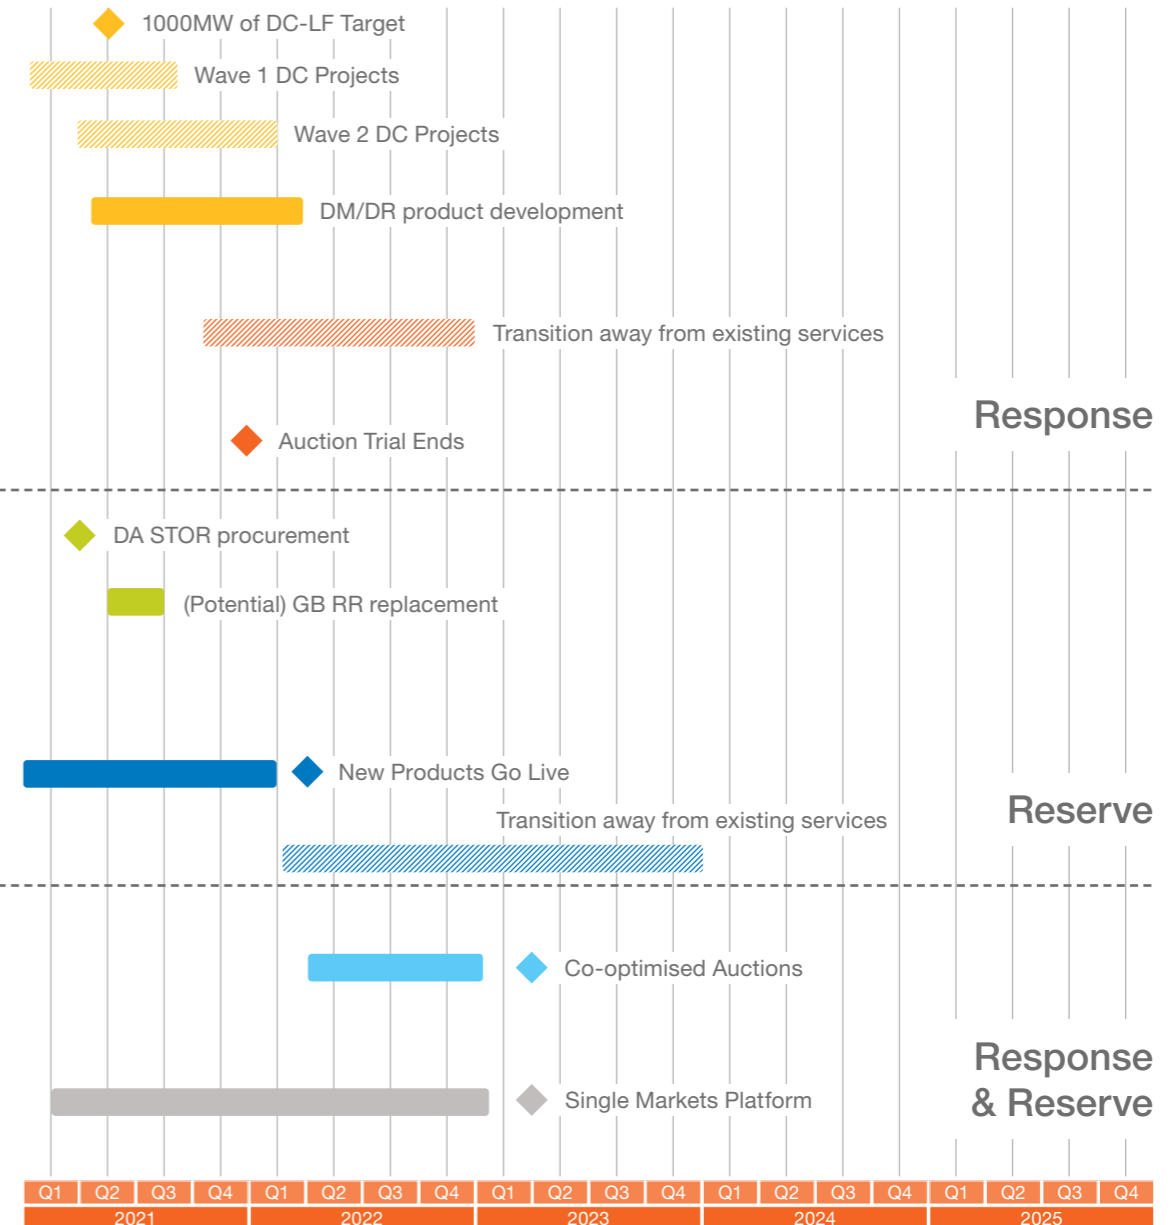 1000MW of DC-LF Target
Wave 1 DC Projects
Wave 2 DC Projects
DM/DR product development
Transition away from existing services
Response
Auction Trial Ends
DA STOR procurement
(Potential) GB RR replacement
New Products Go Live
Reserve
Transition away from existing services
Co-optimised Auctions
Response
& Reserve
Single Markets Platform
Q1 Q2 Q3 Q4 Q1 Q2 Q3 Q4 Q1 Q2 Q3 Q4 Q1 Q2 Q3 Q4 Q1 Q2 Q3 Q4
2021 2022 2023 2024 2025